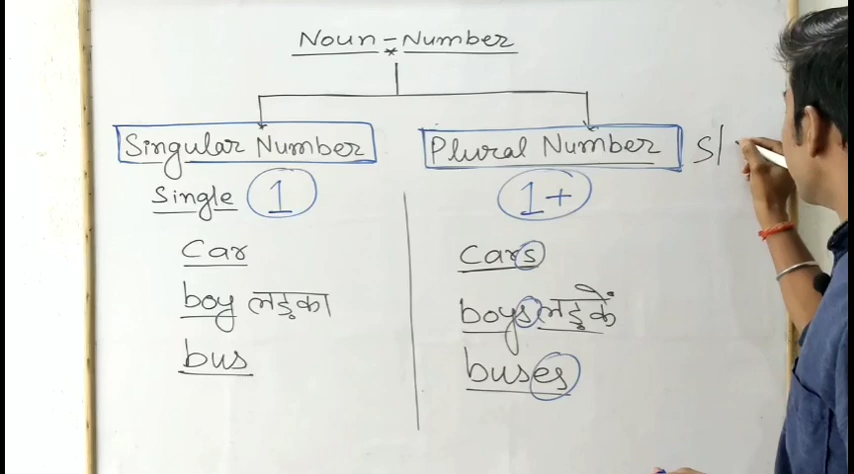 Noun - Number
*
Singular Number
Plural Number
s/
Single 1
1+
Car
Cars
boy लड़का
boys लड़कें
bus
buses